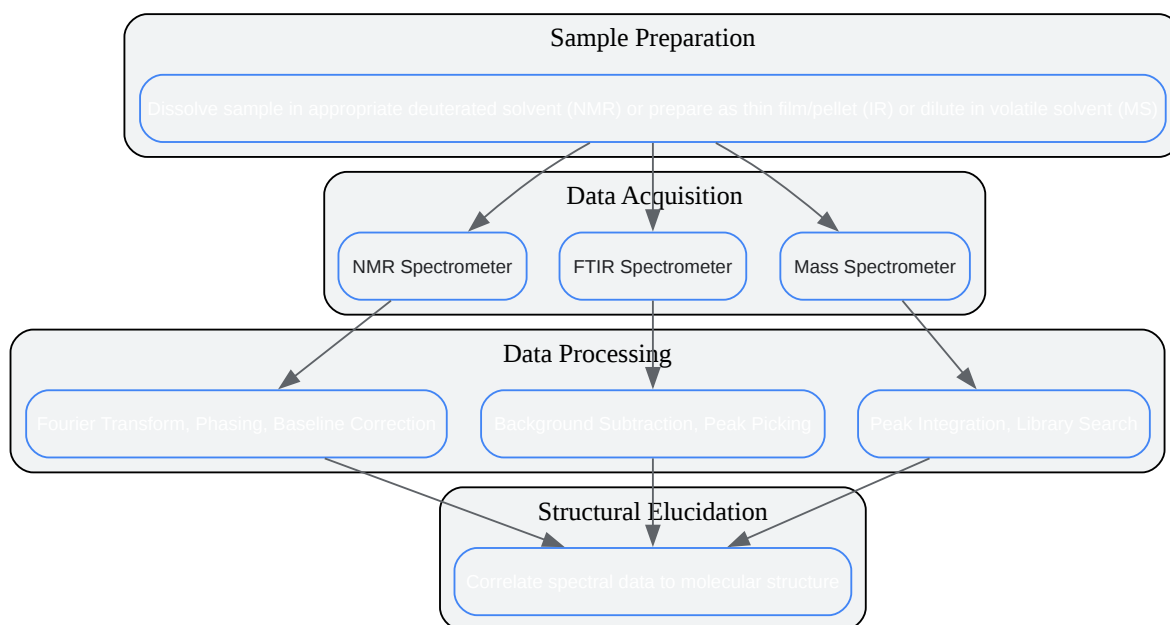 Sample Preparation
Dissolve sample in appropriate deuterated solvent (NMR) or prepare as thin film/pellet (IR) or dilute in volatile solvent (MS)
Data Acquisition
NMR Spectrometer
FTIR Spectrometer
Mass Spectrometer
Data Processing
Fourier Transform, Phasing, Baseline Correction
Background Subtraction, Peak Picking
Peak Integration, Library Search
Structural Elucidation
Correlate spectral data to molecular structure